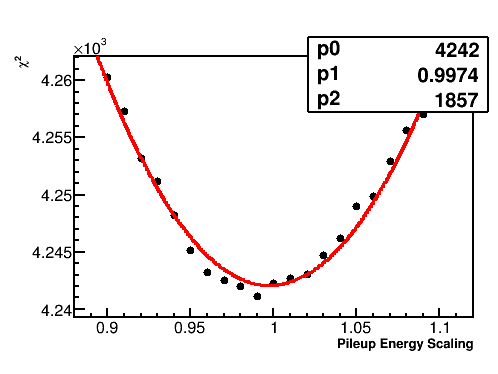 ×10³
χ²
p0 4242
p1 0.9974
p2 1857
4.26
4.255
4.25
4.245
4.24
0.9 0.95 1 1.05 1.1
Pileup Energy Scaling